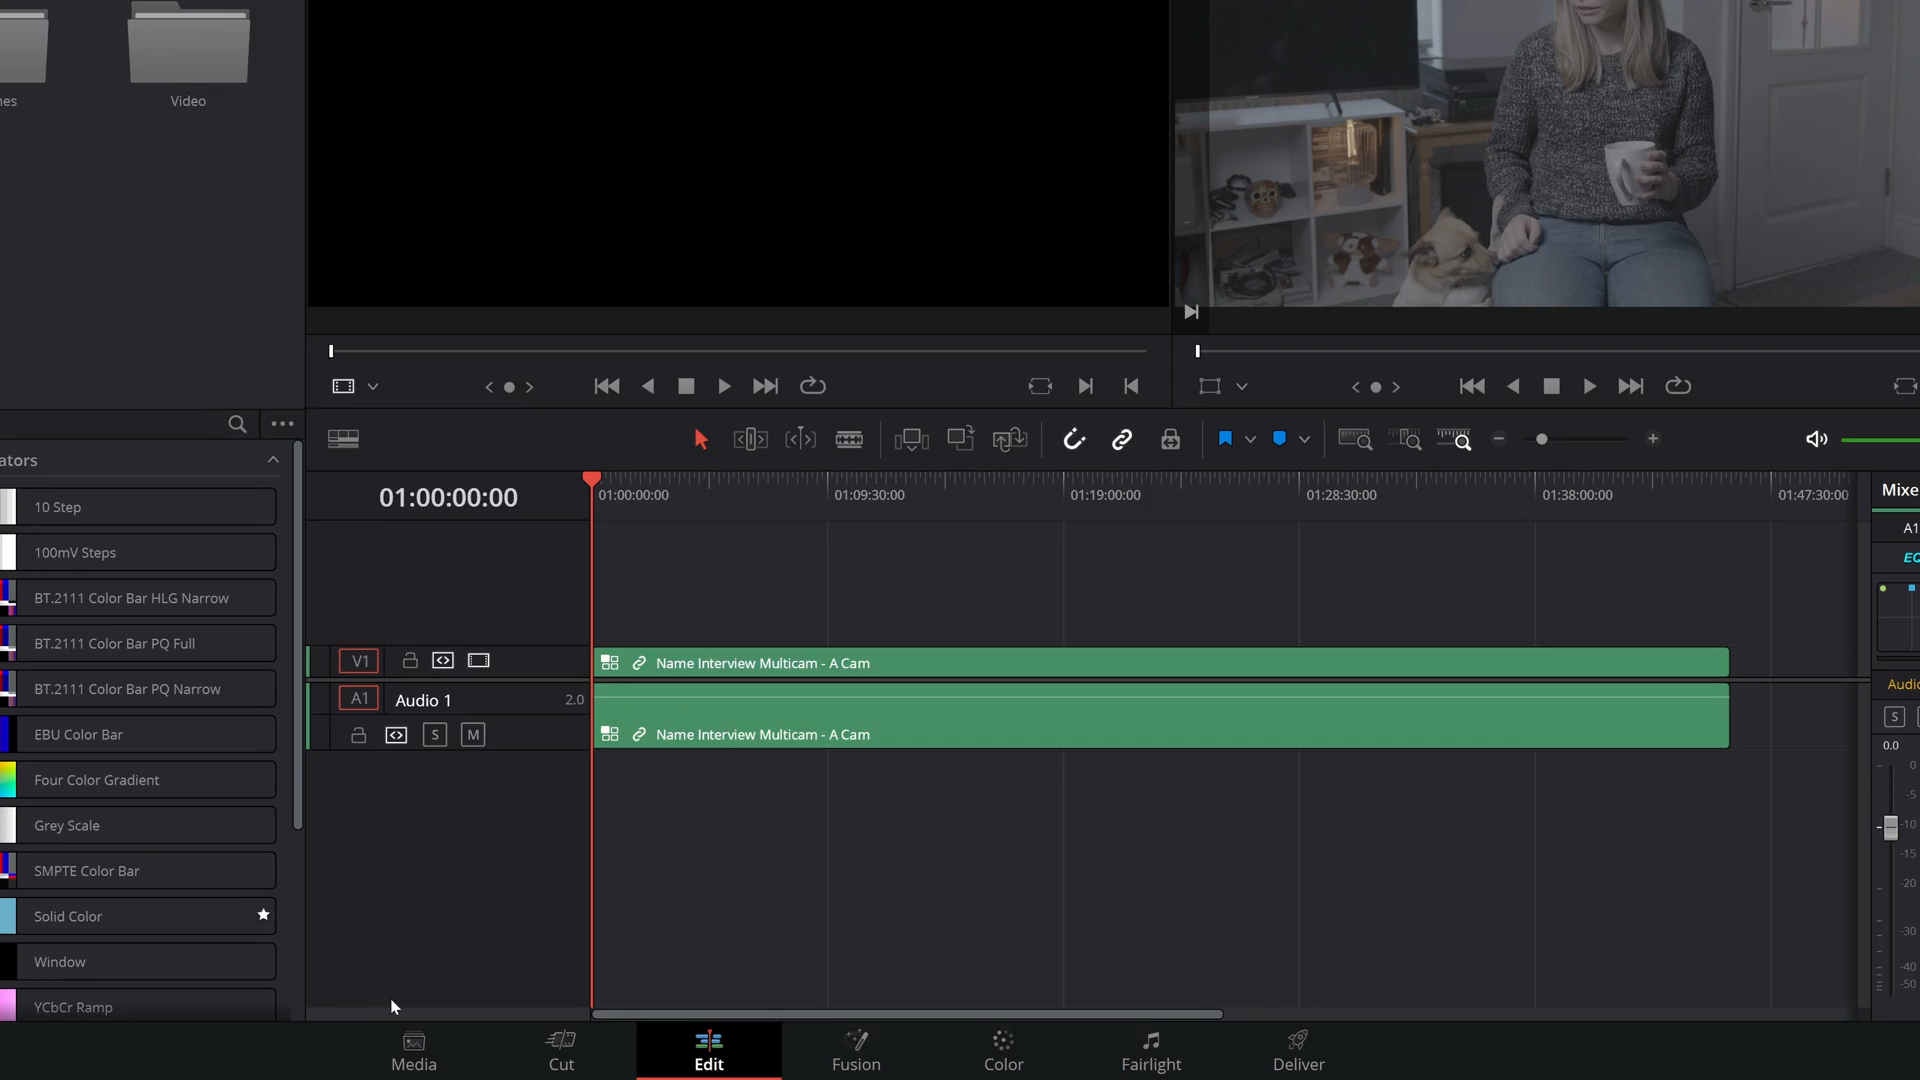 nes
Video
ators
10 Step
100mV Steps
BT.2111 Color Bar HLG Narrow
BT.2111 Color Bar PQ Full
BT.2111 Color Bar PQ Narrow
EBU Color Bar
Four Color Gradient
Grey Scale
SMPTE Color Bar
Solid Color
Window
YCbCr Ramp
01:00:00:00
01:00:00:00
01:09:30:00
01:19:00:00
01:28:30:00
01:38:00:00
01:47:30:00
V1
Name Interview Multicam - A Cam
A1
Audio 1
2.0
S
M
Name Interview Multicam - A Cam
Mixe
A1
EQ
Audio
S
0.0
0
-5
-10
-15
-20
-30
-40
-50
Media
Cut
Edit
Fusion
Color
Fairlight
Deliver